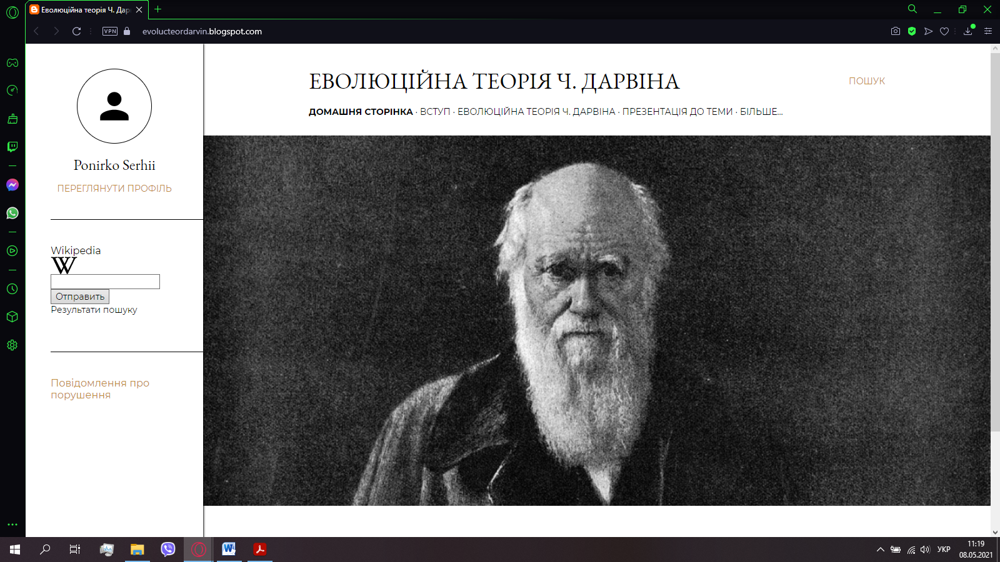 Еволюційна теорія Ч. Дар
VPN
evolucteordarvin.blogspot.com
Ponirko Serhii
ПЕРЕГЛЯНУТИ ПРОФІЛЬ
Wikipedia
W
Отправить
Результати пошуку
Повідомлення про
порушення
ЕВОЛЮЦІЙНА ТЕОРІЯ Ч. ДАРВІНА
ПОШУК
ДОМАШНЯ СТОРІНКА · ВСТУП · ЕВОЛЮЦІЙНА ТЕОРІЯ Ч. ДАРВІНА · ПРЕЗЕНТАЦІЯ ДО ТЕМИ · БІЛЬШЕ...
УКР
11:19
08.05.2021